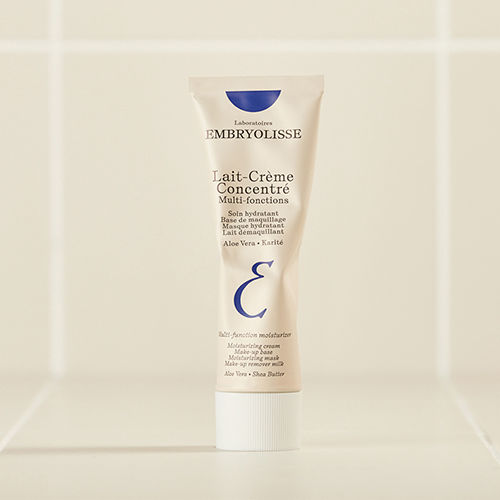 Laboratoires
EMBRYOLISSE
Lait-Crème
Concentré
Multi-fonctions
Soin hydratant
Base de maquillage
Masque hydratant
Lait démaquillant
Aloe Vera • Karité
E
Multi-function moisturizer
Moisturizing cream
Make-up base
Moisturizing mask
Make-up remover milk
Aloe Vera • Shea Butter